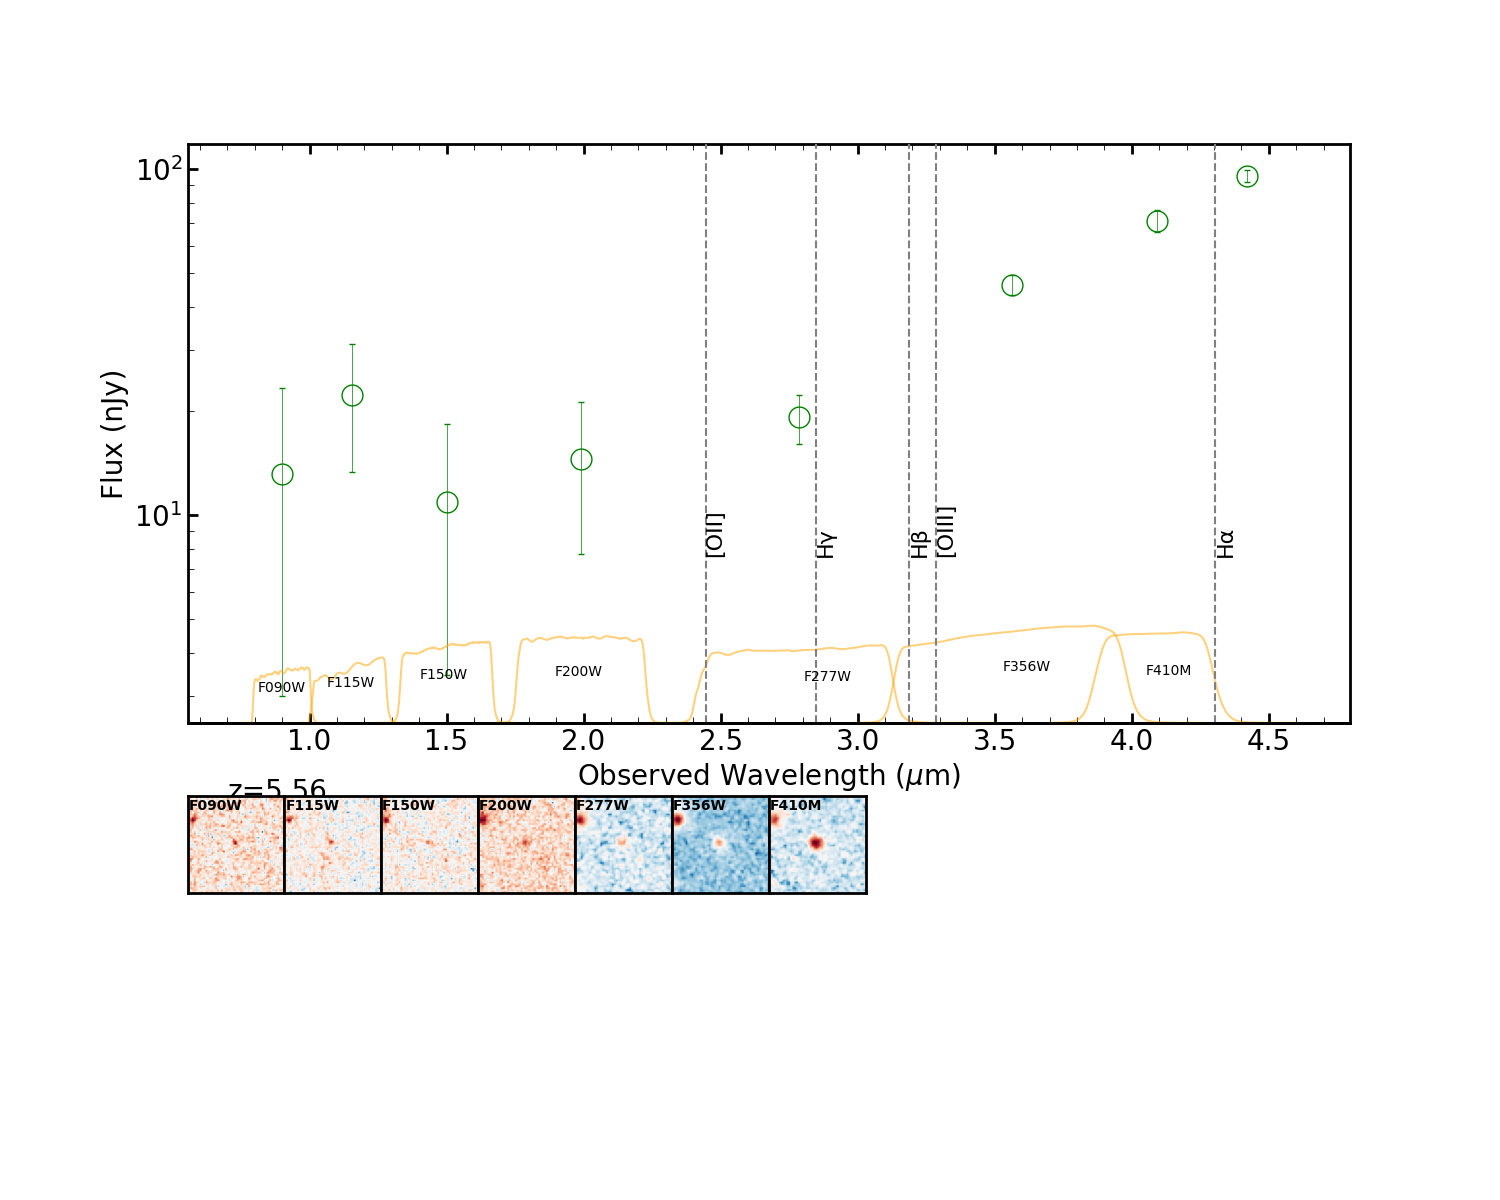 10²
10¹
Flux (nJy)
[OII]
Hγ
Hβ
[OIII]
Hα
F090W
F115W
F150W
F200W
F277W
F356W
F410M
1.0 1.5 2.0 2.5 3.0 3.5 4.0 4.5
Observed Wavelength (μm)
z=5.56
F090W F115W F150W F200W F277W F356W F410M